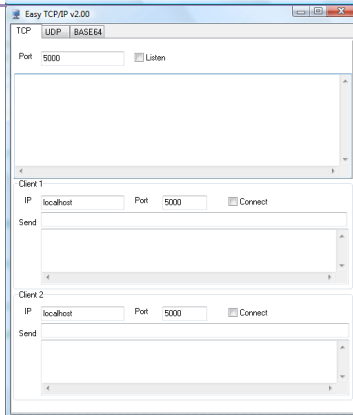 Easy TCP/IP v2.00
TCP UDP BASE64
Port 5000 Listen
Client 1
IP localhost Port 5000 Connect
Send
Client 2
IP localhost Port 5000 Connect
Send